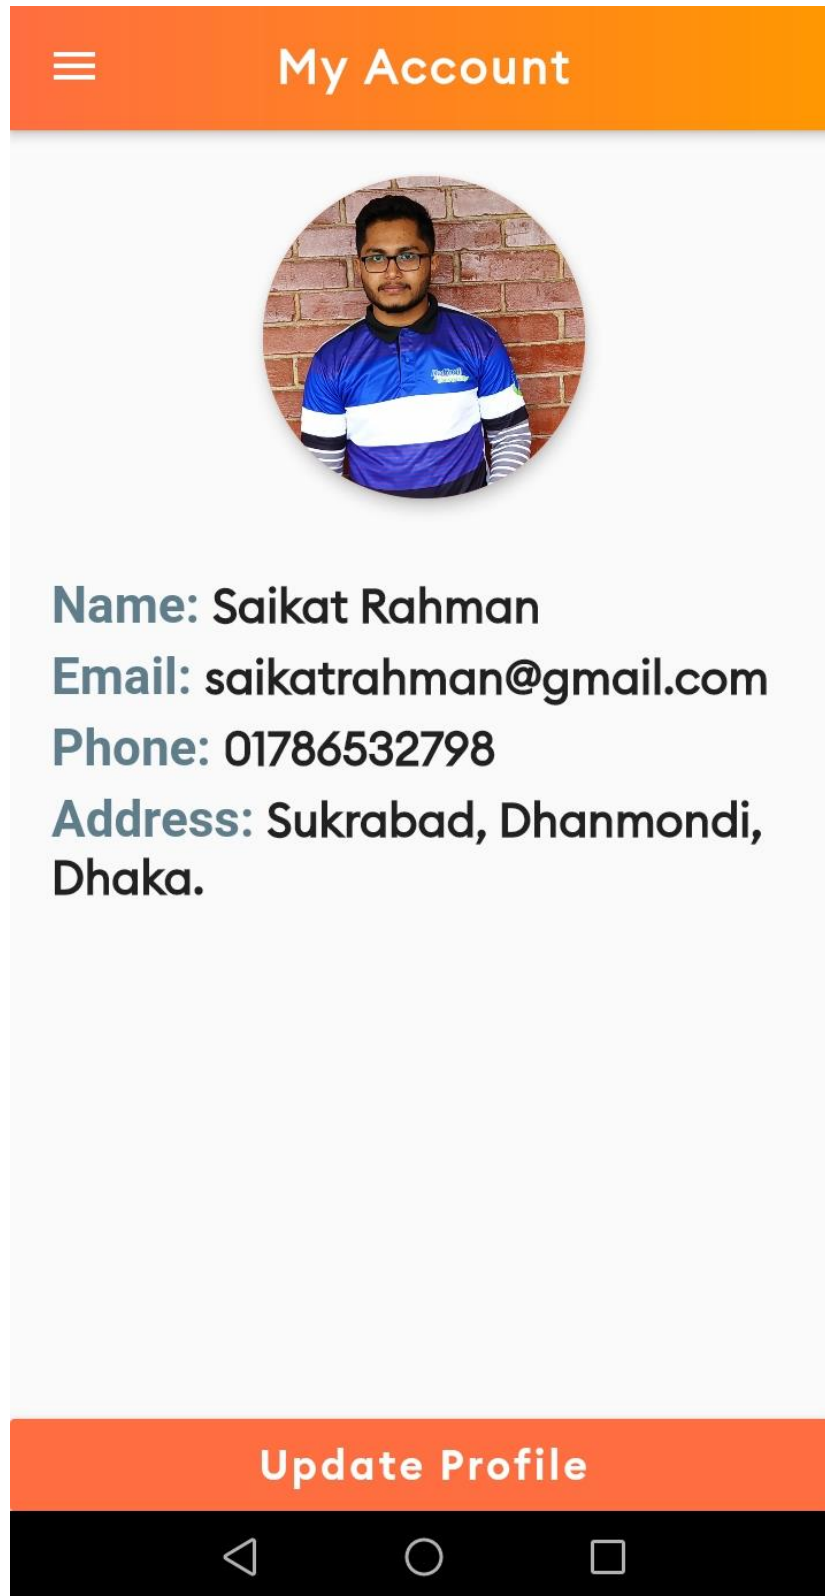 My Account
Name: Saikat Rahman
Email: saikatrahman@gmail.com
Phone: 01786532798
Address: Sukrabad, Dhanmondi,
Dhaka.
Update Profile